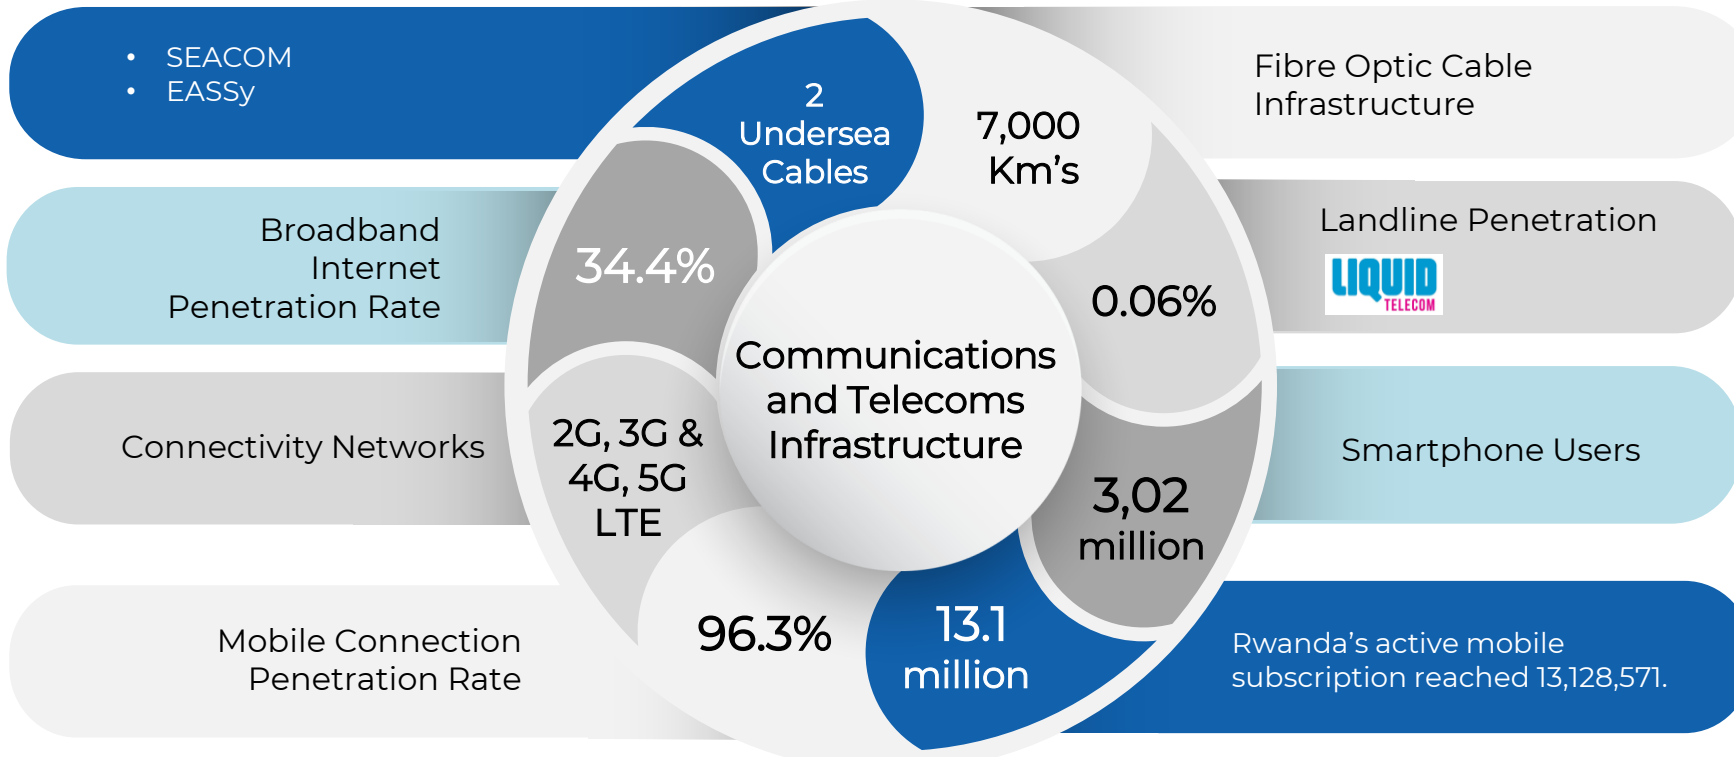 • SEACOM
• EASSy
2
Undersea
Cables
7,000
Km's
Fibre Optic Cable
Infrastructure
Broadband
Internet
Penetration Rate
34.4%
0.06%
Landline Penetration
LIQUID
TELECOM
Communications
and Telecoms
Infrastructure
Connectivity Networks
2G, 3G &
4G, 5G
LTE
3,02
million
Smartphone Users
Mobile Connection
Penetration Rate
96.3%
13.1
million
Rwanda's active mobile
subscription reached 13,128,571.